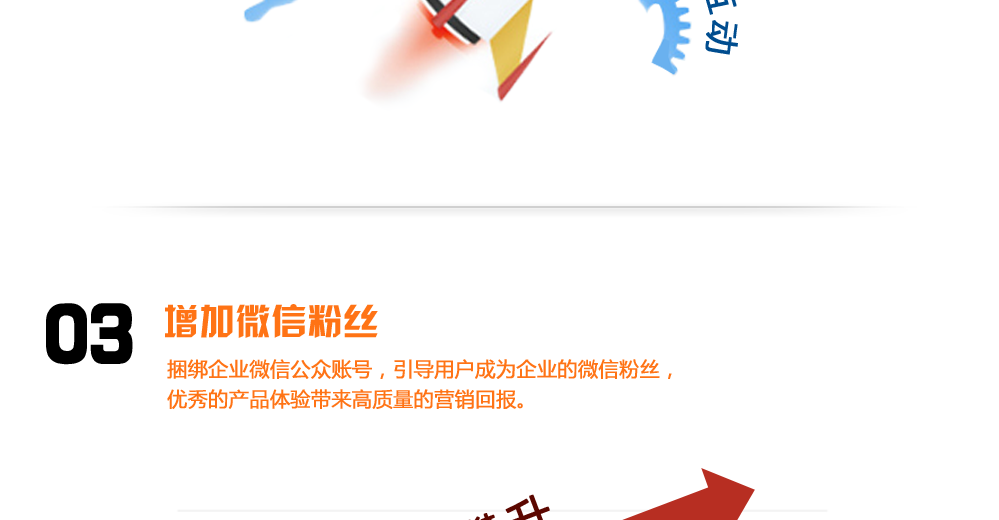 动
03
增加微信粉丝
捆绑企业微信公众账号，引导用户成为企业的微信粉丝，
优秀的产品体验带来高质量的营销回报。
升